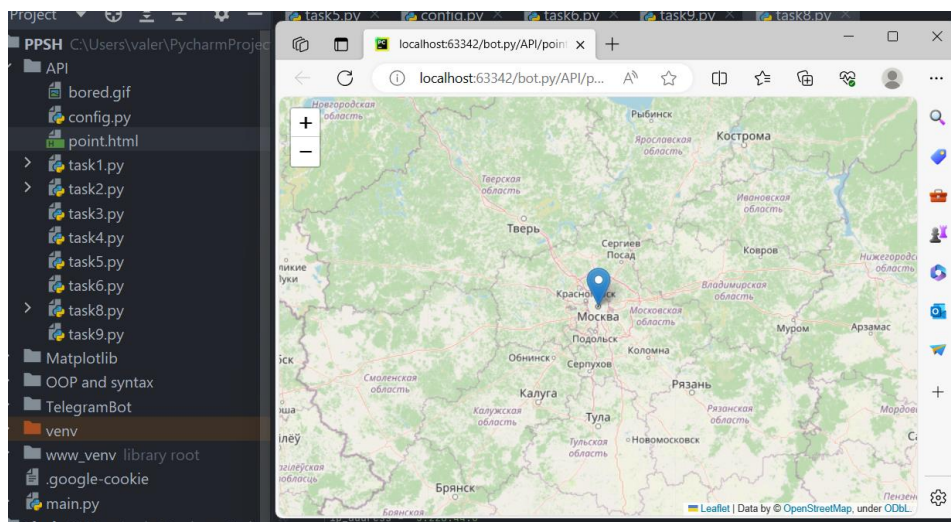 Project
task5.py
config.py
task6.py
task9.py
task8.py
PPSH C:\Users\valer\PycharmProjec
API
bored.gif
config.py
point.html
task1.py
task2.py
task3.py
task4.py
task5.py
task6.py
task8.py
task9.py
Matplotlib
OOP and syntax
TelegramBot
venv
www_venv library root
.google-cookie
main.py
localhost:63342/bot.py/API/poin
localhost:63342/bot.py/API/p...
+
−
Новгородская
область
Рыбинск
Ярославская
область
Кострома
Тверская
область
Ивановская
область
Тверь
Сергиев
Посад
Ковров
Нижегородс
область
ликие
Луки
Владимирская
область
Москва
Московская
область
Подольск
Муром
Арзамас
Обнинск
Серпухов
Коломна
Смоленская
область
Калуга
Рязань
Калужская
область
Тула
Рязанская
область
Тульская
область
Новомосковск
Брянск
Брянская
Leaflet | Data by © OpenStreetMap, under ODbL.